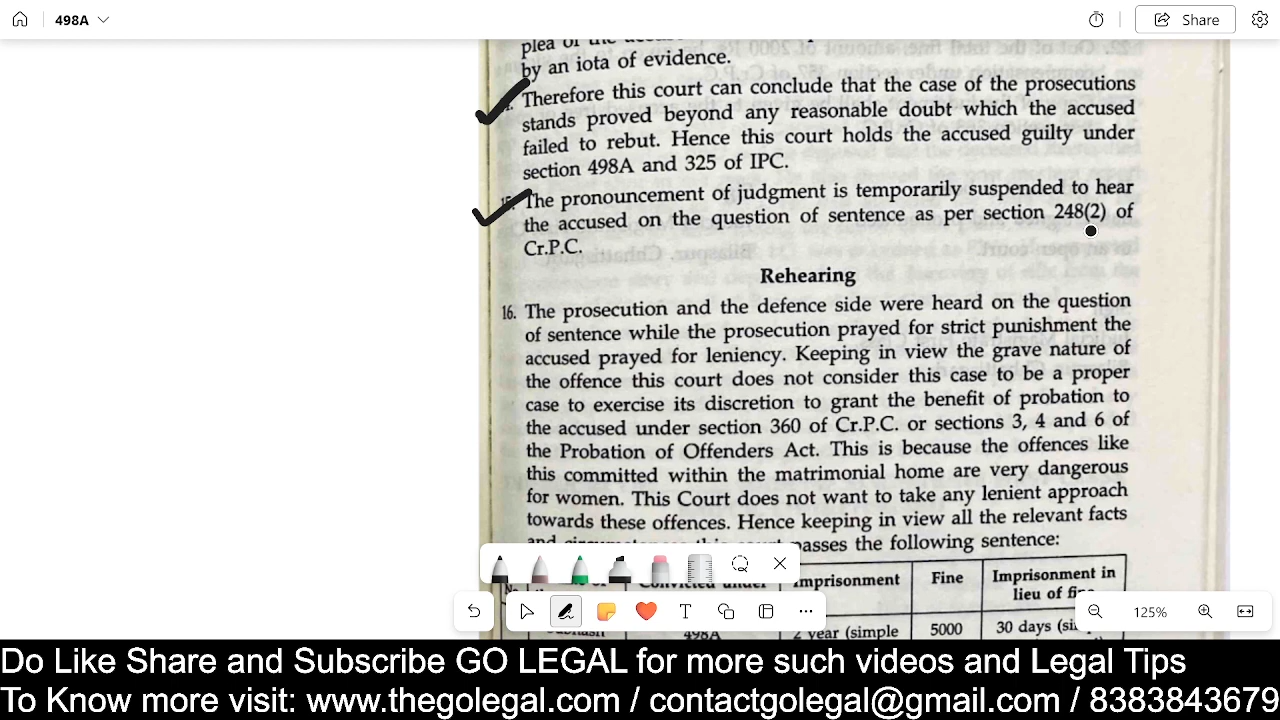 498A
Share
plea of the
by an iota of evidence.
Therefore this court can conclude that the case of the prosecutions
stands proved beyond any reasonable doubt which the accused
failed to rebut. Hence this court holds the accused guilty under
section 498A and 325 of IPC.
The pronouncement of judgment is temporarily suspended to hear
the accused on the question of sentence as per section 248(2) of
Cr.P.C.
Rehearing
16. The prosecution and the defence side were heard on the question
of sentence while the prosecution prayed for strict punishment the
accused prayed for leniency. Keeping in view the grave nature of
the offence this court does not consider this case to be a proper
case to exercise its discretion to grant the benefit of probation to
the accused under section 360 of Cr.P.C. or sections 3, 4 and 6 of
the Probation of Offenders Act. This is because the offences like
this committed within the matrimonial home are very dangerous
for women. This Court does not want to take any lenient approach
towards these offences. Hence keeping in view all the relevant facts
passes the following sentence:
Imprisonment Fine Imprisonment in
lieu of
498A 2 year (simple 5000 30 days
125%
Do Like Share and Subscribe GO LEGAL for more such videos and Legal Tips
To Know more visit: www.thegolegal.com / contactgolegal@gmail.com / 8383843679